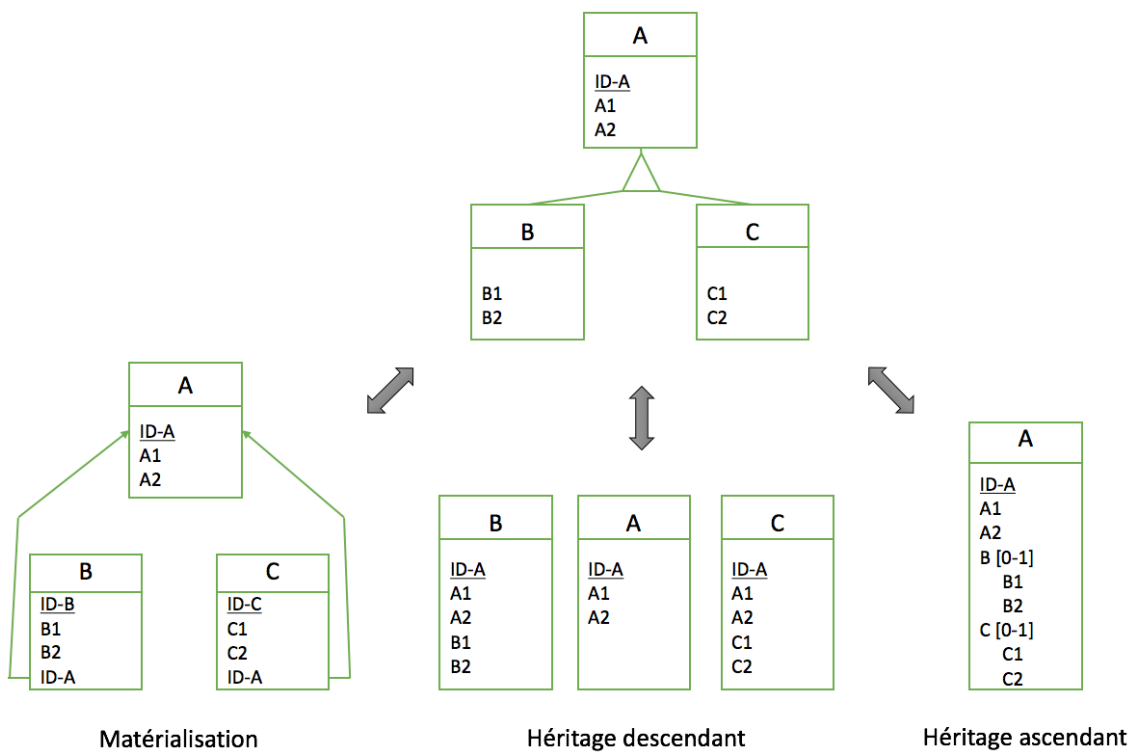 A
ID-A
A1
A2
B
B1
B2
C
C1
C2
A
ID-A
A1
A2
B
ID-B
B1
B2
ID-A
C
ID-C
C1
C2
ID-A
Matérialisation
B
ID-A
A1
A2
B1
B2
A
ID-A
A1
A2
C
ID-A
A1
A2
C1
C2
Héritage descendant
A
ID-A
A1
A2
B [0-1]
B1
B2
C [0-1]
C1
C2
Héritage ascendant